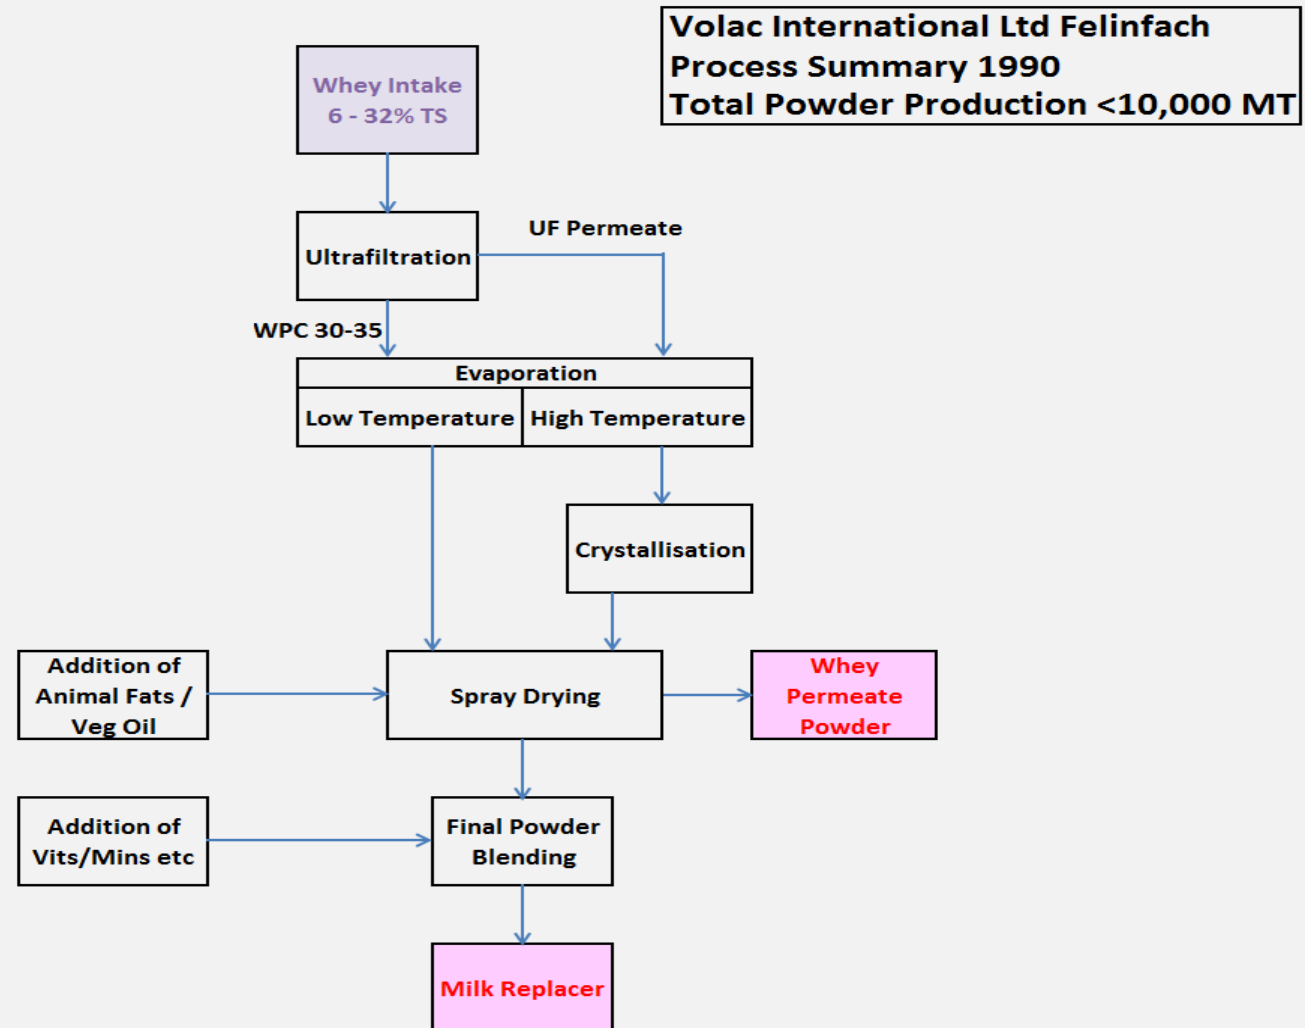 Volac International Ltd Felinfach
Process Summary 1990
Total Powder Production <10,000 MT
Whey Intake
6 - 32% TS
Ultrafiltration
UF Permeate
WPC 30-35
Evaporation
Low Temperature
High Temperature
Crystallisation
Addition of
Animal Fats /
Veg Oil
Spray Drying
Whey
Permeate
Powder
Addition of
Vits/Mins etc
Final Powder
Blending
Milk Replacer